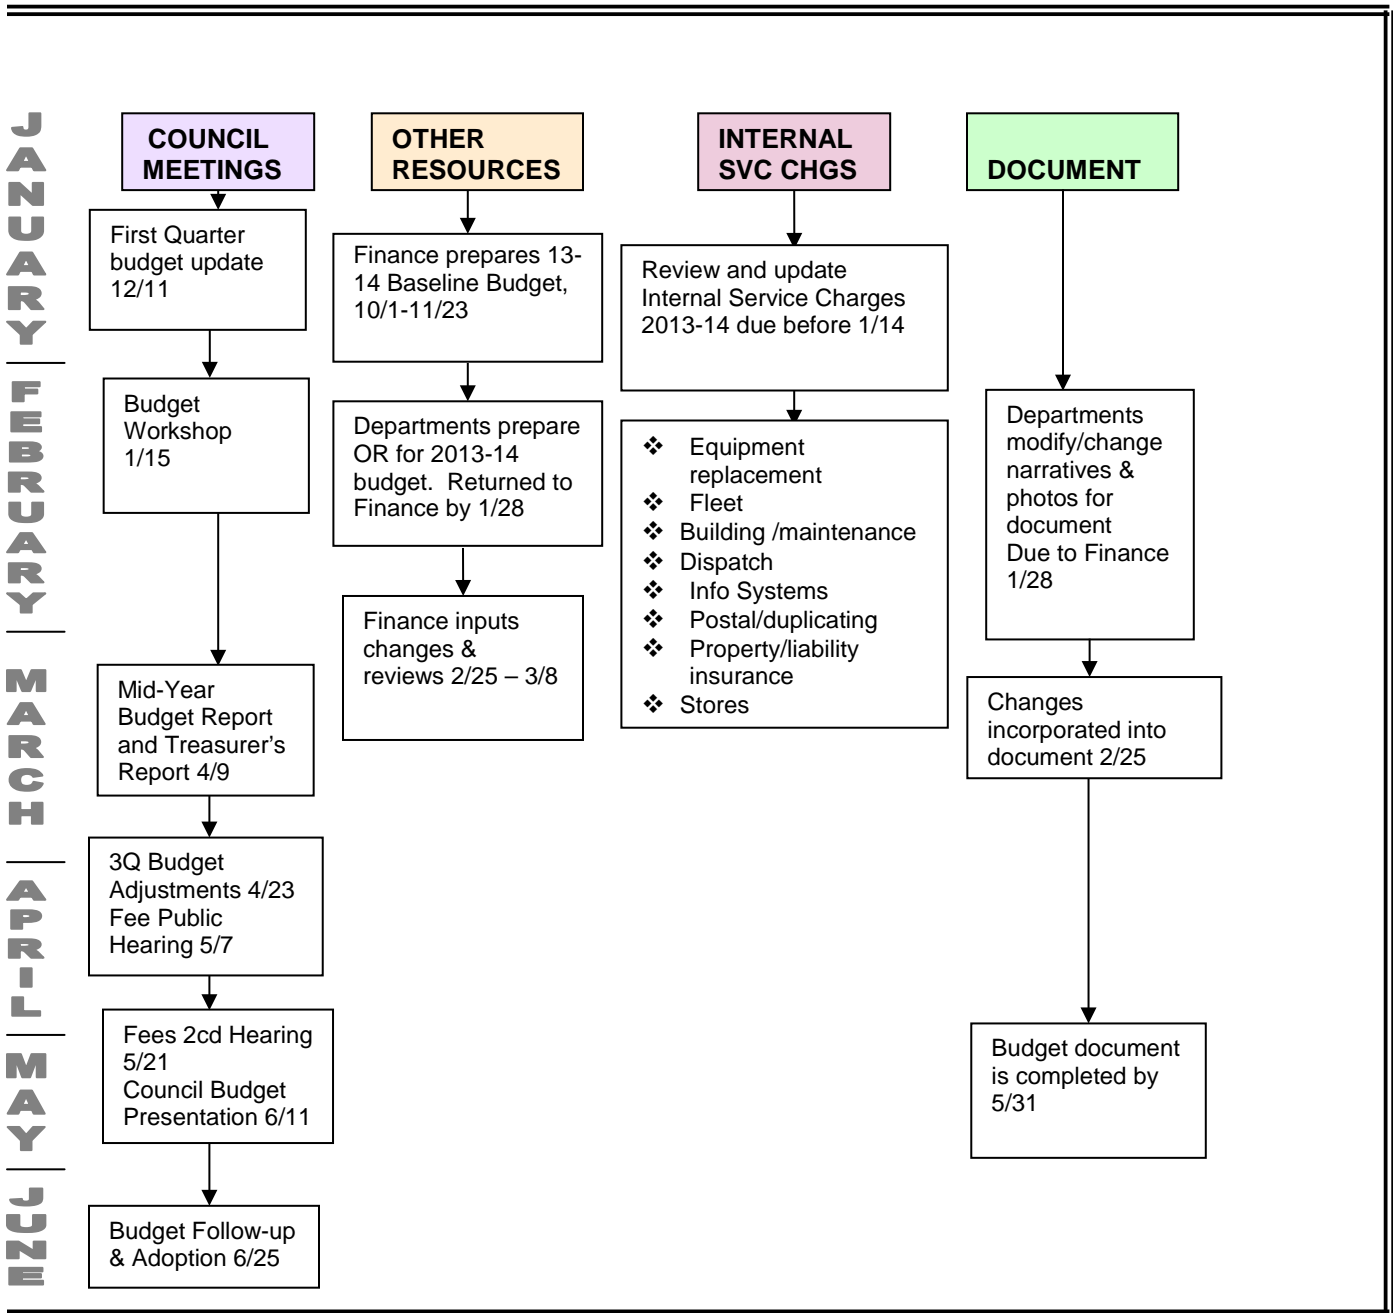 JANUARY
FEBRUARY
MARCH
APRIL
MAY
JUNE
COUNCIL
MEETINGS
First Quarter
budget update
12/11
Budget
Workshop
1/15
Mid-Year
Budget Report
and Treasurer’s
Report 4/9
3Q Budget
Adjustments 4/23
Fee Public
Hearing 5/7
Fees 2cd Hearing
5/21
Council Budget
Presentation 6/11
Budget Follow-up
& Adoption 6/25
OTHER
RESOURCES
Finance prepares 13-
14 Baseline Budget,
10/1-11/23
Departments prepare
OR for 2013-14
budget.  Returned to
Finance by 1/28
Finance inputs
changes &
reviews 2/25 – 3/8
INTERNAL
SVC CHGS
Review and update
Internal Service Charges
2013-14 due before 1/14
❖ Equipment
replacement
❖ Fleet
❖ Building /maintenance
❖ Dispatch
❖ Info Systems
❖ Postal/duplicating
❖ Property/liability
insurance
❖ Stores
DOCUMENT
Departments
modify/change
narratives &
photos for
document
Due to Finance
1/28
Changes
incorporated into
document 2/25
Budget document
is completed by
5/31